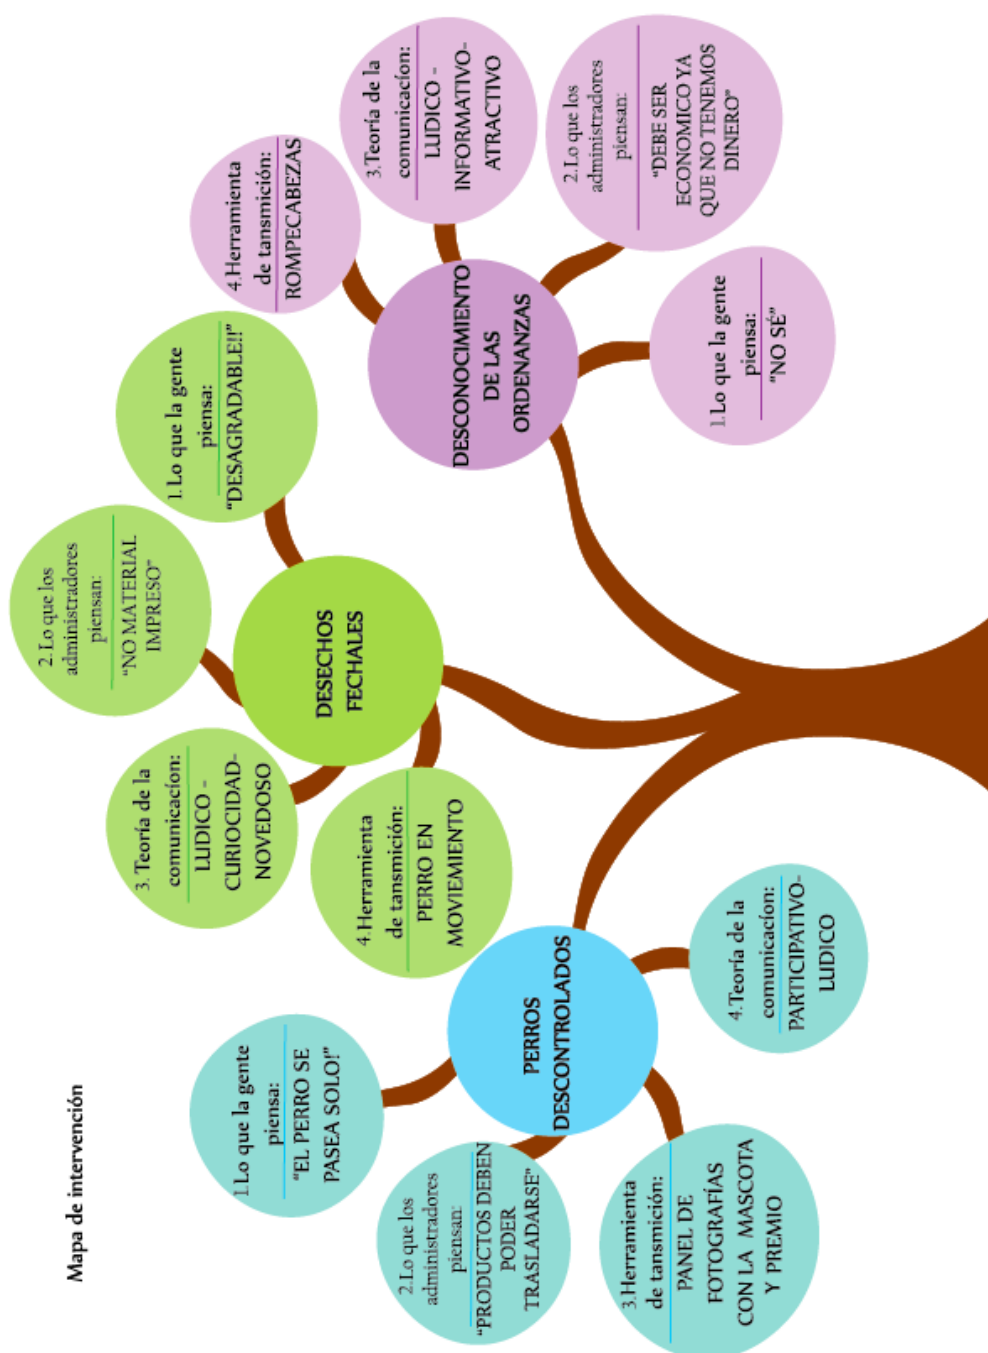 Mapa de intervención
1.Lo que la gente
piensa:
"EL PERRO SE
PASEA SOLO!"
2.Lo que los
administradores
piensan:
"PRODUCTOS DEBEN
PODER
TRASLADARSE"
3.Herramienta
de tansmición:
PANEL DE
FOTOGRAFÍAS
CON LA MASCOTA
Y PREMIO
4.Teoría de la
comunicacíon:
PARTICIPATIVO-
LUDICO
PERROS
DESCONTROLADOS
1.Lo que la gente
piensa:
"DESAGRADABLE!!"
2.Lo que los
administradores
piensan:
"NO MATERIAL
IMPRESO"
3.Teoría de la
comunicacíon:
LUDICO -
CURIOCIDAD-
NOVEDOSO
4.Herramienta
de tansmición:
PERRO EN
MOVIEMIENTO
DESECHOS
FECHALES
1.Lo que la gente
piensa:
"NO SÉ"
2.Lo que los
administradores
piensan:
"DEBE SER
ECONOMICO YA
QUE NO TENEMOS
DINERO"
3.Teoría de la
comunicacíon:
LUDICO -
INFORMATIVO-
ATRACTIVO
4.Herramienta
de tansmición:
ROMPECABEZAS
DESCONOCIMIENTO
DE LAS
ORDENANZAS